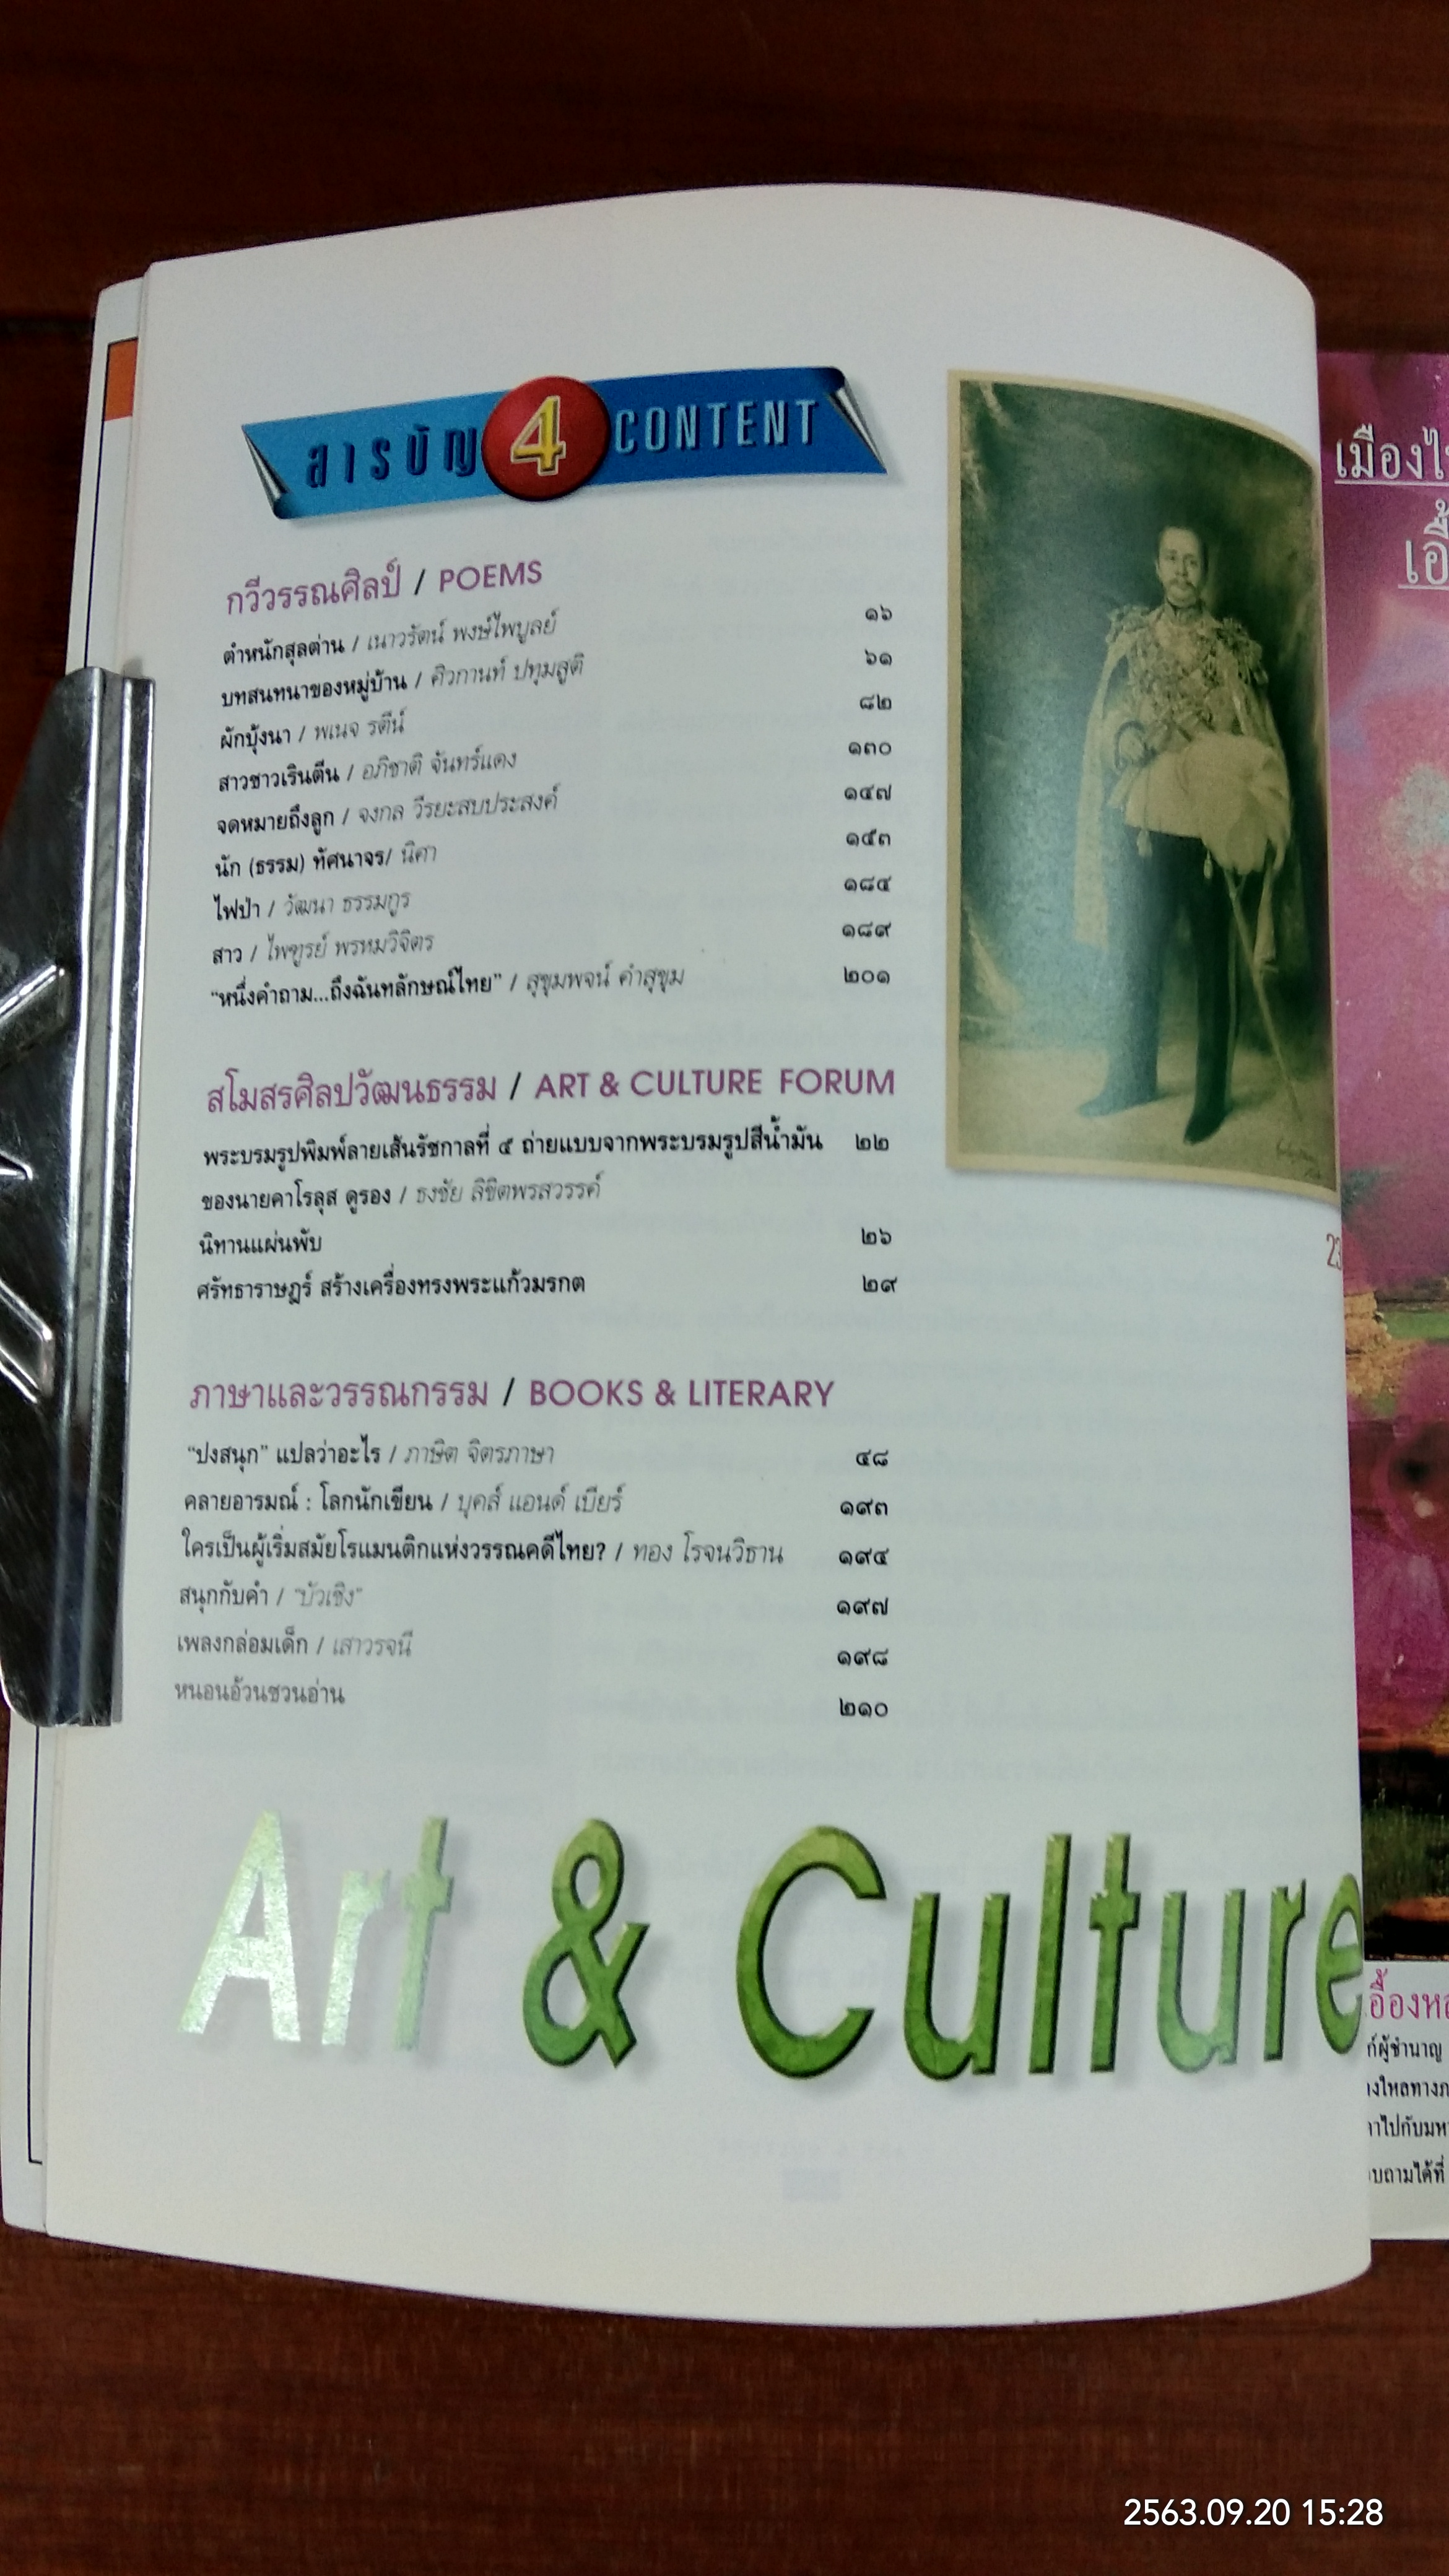 สารบัญ 4 CONTENT
กวีวรรณศิลป์ / POEMS
ตำหนักสุลต่าน / เนาวรัตน์ พงษ์ไพบูลย์ ๑๖
บทสนทนาของหมู่บ้าน / ศิวกานท์ ปทุมสูติ ๖๑
ผักบุ้งนา / พเนจ รตีน์ ๘๒
สาวชาวเรินตีน / อภิชาติ จันทร์แดง ๑๓๐
จดหมายถึงลูก / จงกล วีรยะสบประสงค์ ๑๔๗
นัก (ธรรม) ทัศนาจร/ นิศา ๑๕๓
ไฟป่า / วัฒนา ธรรมกูร ๑๘๔
สาว / ไพฑูรย์ พรหมวิจิตร ๑๘๙
“หนึ่งคำถาม...ถึงฉันทลักษณ์ไทย” / สุขุมพจน์ คำสุขุม ๒๐๑
สโมสรศิลปวัฒนธรรม / ART & CULTURE FORUM
พระบรมรูปพิมพ์ลายเส้นรัชกาลที่ ๕ ถ่ายแบบจากพระบรมรูปสีน้ำมัน ๒๒
ของนายคาโรลุส ดูรอง / ธงชัย ลิขิตพรสวรรค์
นิทานแผ่นพับ ๒๖
ศรัทธาราษฎร์ สร้างเครื่องทรงพระแก้วมรกต ๒๙
ภาษาและวรรณกรรม / BOOKS & LITERARY
“ปงสนุก” แปลว่าอะไร / ภาษิต จิตรภาษา ๔๘
คลายอารมณ์ : โลกนักเขียน / บุคส์ แอนด์ เบียร์ ๑๙๓
ใครเป็นผู้เริ่มสมัยโรแมนติกแห่งวรรณคดีไทย? / ทอง โรจนวิธาน ๑๙๔
สนุกกับคำ / “บัวเชิง” ๑๙๗
เพลงกล่อมเด็ก / เสาวรจนี ๑๙๘
หนอนอ้วนชวนอ่าน ๒๑๐
Art & Culture
23
2563.09.20 15:28